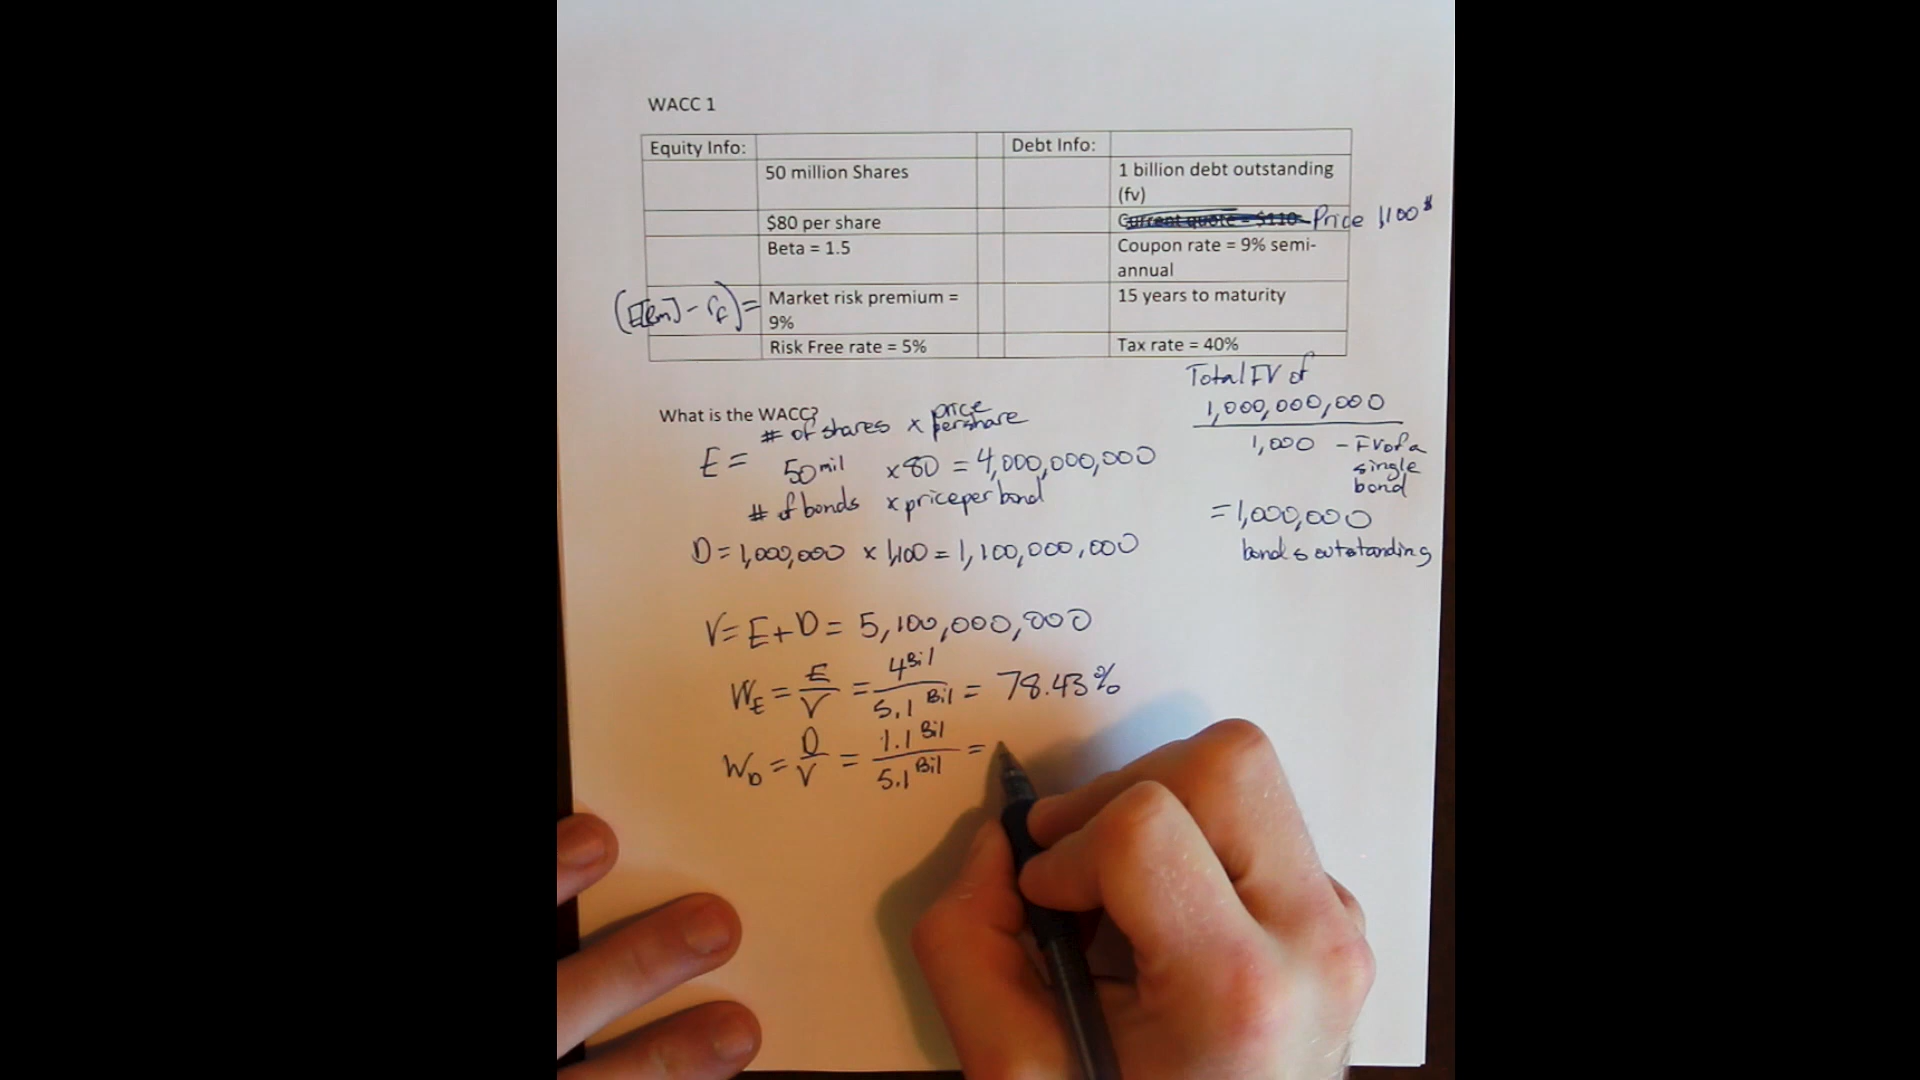 WACC 1
Equity Info:
Debt Info:
50 million Shares
1 billion debt outstanding
(fv)
$80 per share
Current quote = $110 Price 1,100$
Beta = 1.5
Coupon rate = 9% semi-
annual
(E[Rm] - rf) =
Market risk premium =
9%
15 years to maturity
Risk Free rate = 5%
Tax rate = 40%
Total FV of
1,000,000,000
1,000 - FV of a
single
bond
= 1,000,000
bonds outstanding
What is the WACC?
# of shares x price
per share
E = 50 mil x 80 = 4,000,000,000
# of bonds x price per bond
D = 1,000,000 x 1,100 = 1,100,000,000
V = E + D = 5,100,000,000
WE = E/V = 4 Bil / 5.1 Bil = 78.43%
WD = D/V = 1.1 Bil / 5.1 Bil =